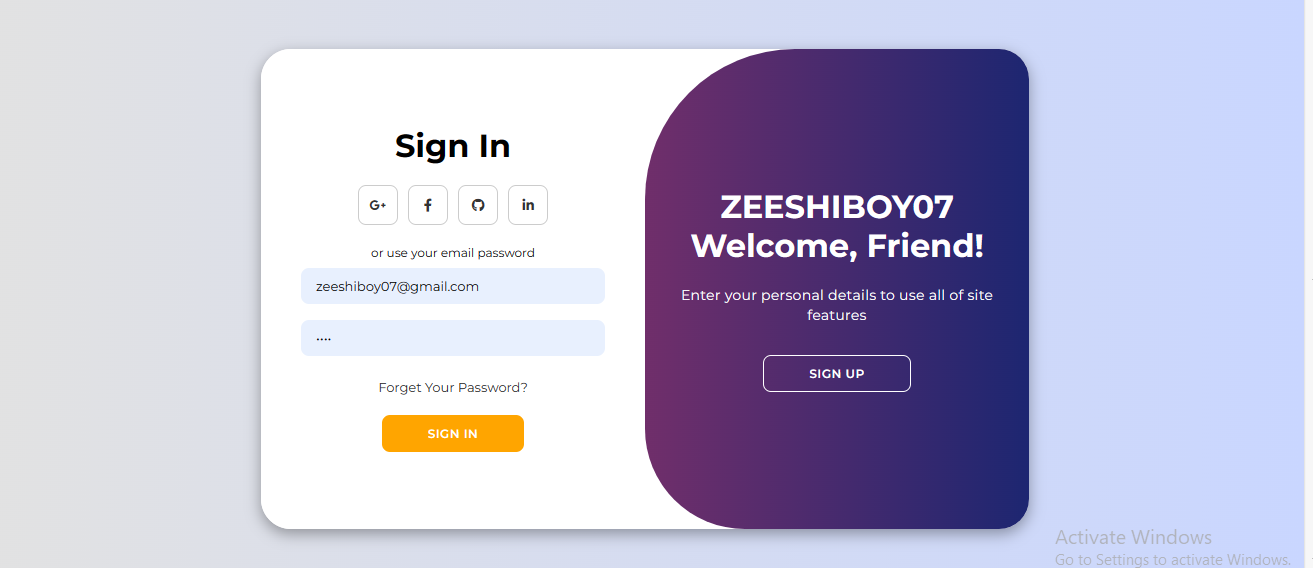 Sign In
G+
f
in
or use your email password
zeeshiboy07@gmail.com
....
Forget Your Password?
SIGN IN
ZEESHIBOY07
Welcome, Friend!
Enter your personal details to use all of site
features
SIGN UP
Activate Windows
Go to Settings to activate Windows.